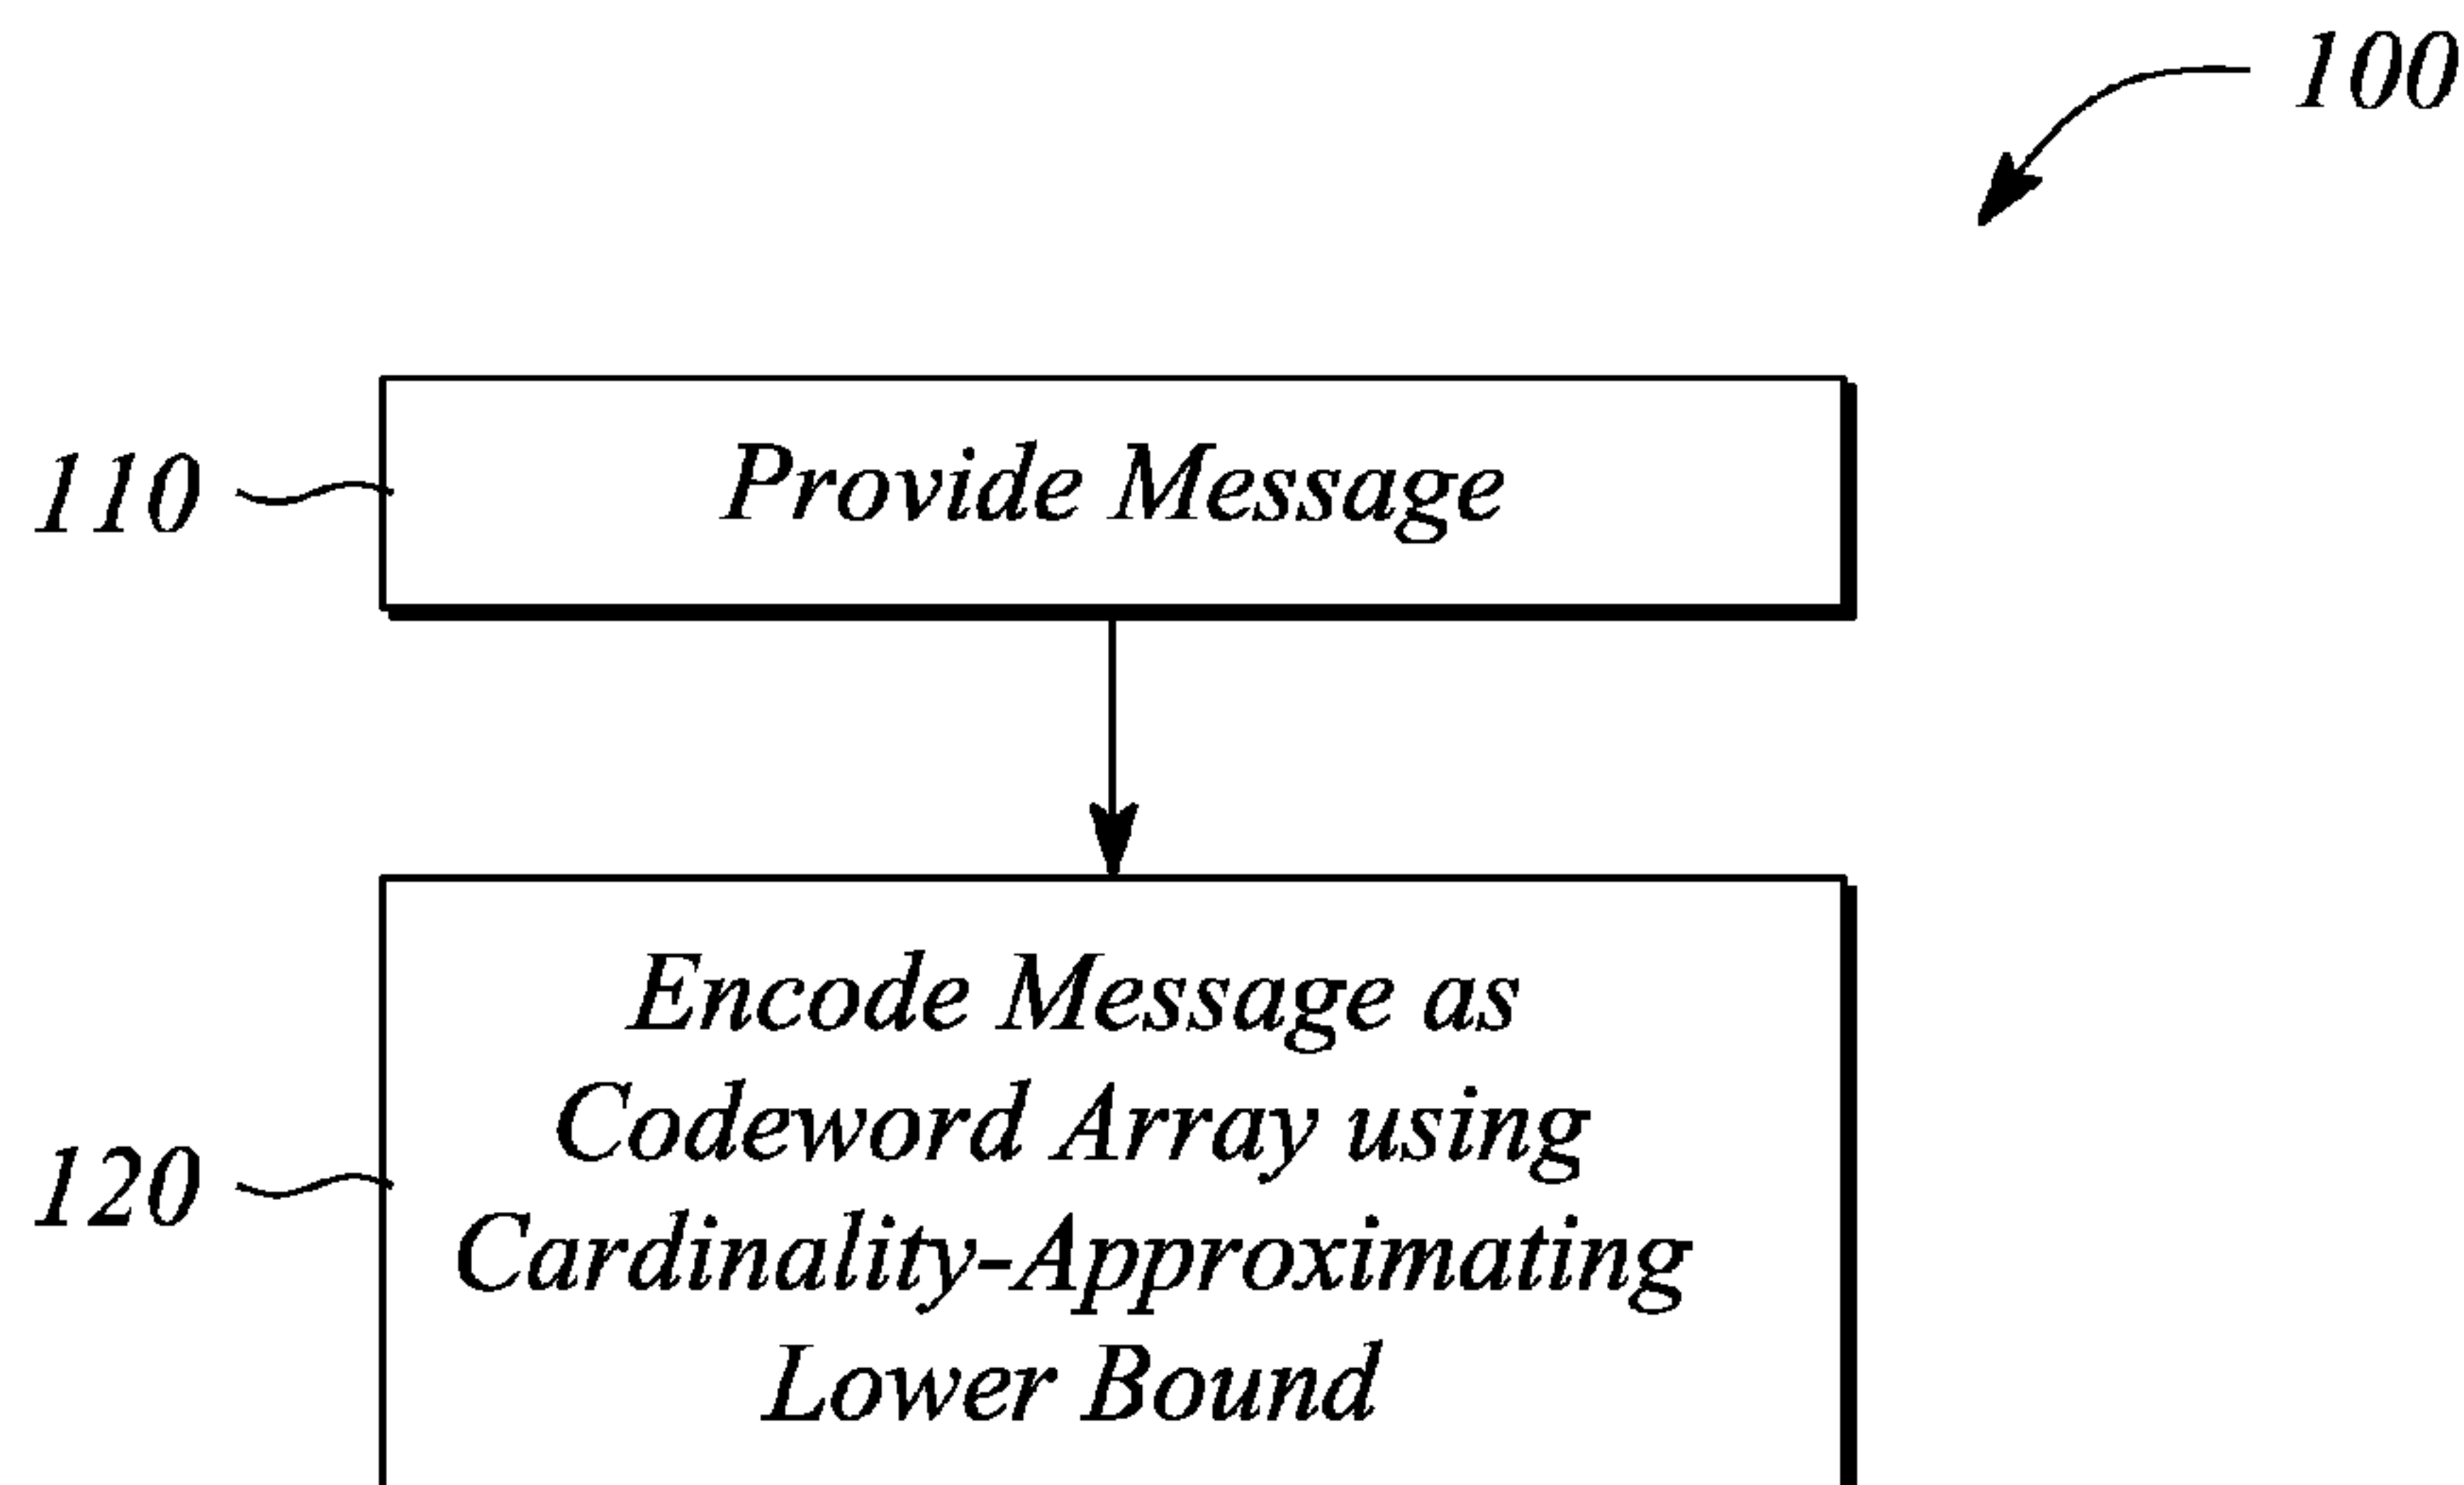 100
110
Provide Message
Encode Message as
Codeword Array using
120
Cardinality-Approximating
Lower Bound